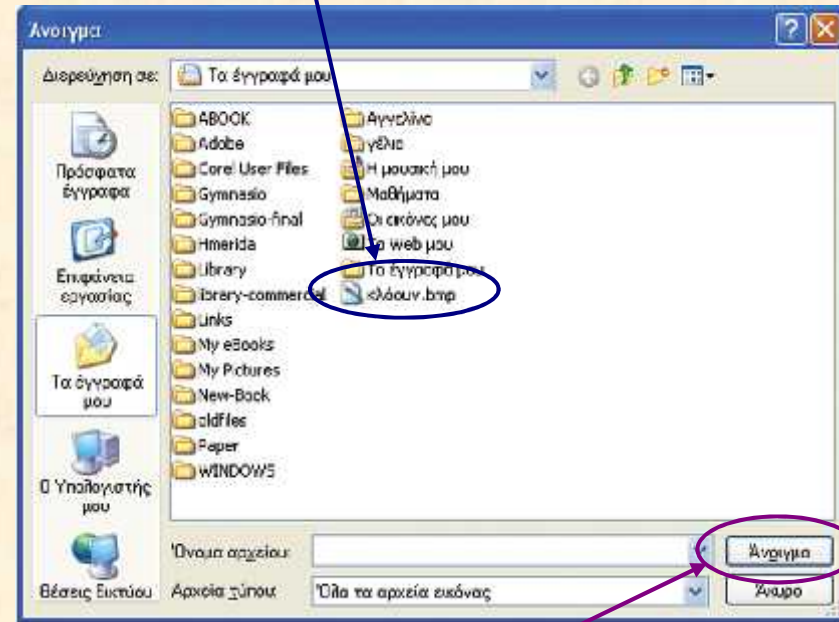 Άνοιγμα
Διερεύνηση σε: Τα έγγραφά μου
Πρόσφατα
έγγραφα
Επιφάνεια
εργασίας
Τα έγγραφά
μου
Ο Υπολογιστής
μου
Θέσεις Δικτύου
ABOOK
Adobe
Corel User Files
Gymnasio
Gymnasio-final
Hmerida
Library
library-commercial
Links
My eBooks
My Pictures
New-Book
oldfiles
Paper
WINDOWS
Αγγελίνα
γέλιο
Η μουσική μου
Μαθήματα
Οι εικόνες μου
Τα web μου
Τα έγγραφά μου
κλόουν.bmp
Όνομα αρχείου:
Άνοιγμα
Αρχεία τύπου: Όλα τα αρχεία εικόνας
Άκυρο